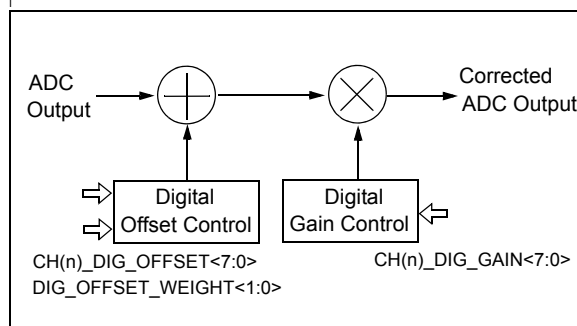 ADC
Output
Corrected
ADC Output
Digital
Offset Control
Digital
Gain Control
CH(n)_DIG_OFFSET<7:0>
DIG_OFFSET_WEIGHT<1:0>
CH(n)_DIG_GAIN<7:0>